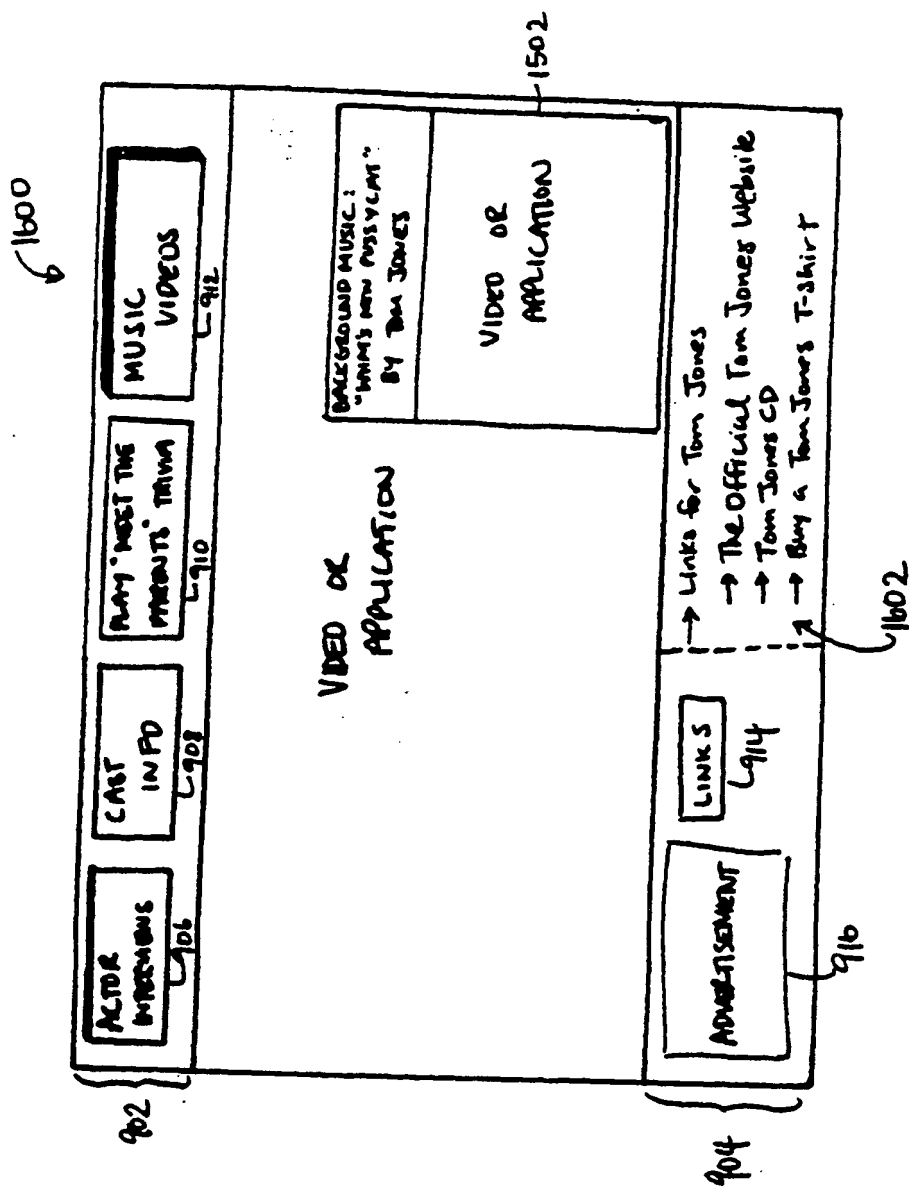 1600
902
ACTOR
INTERVIEWS
906
CAST
INFO
908
PLAY "MEET THE
PARENTS" TRIVIA
910
MUSIC
VIDEOS
912
VIDEO OR
APPLICATION
BACKGROUND MUSIC:
"WHAT'S NEW PUSSYCAT"
BY TOM JONES
VIDEO OR
APPLICATION
1502
904
ADVERTISEMENT
916
LINKS
914
→ Links for Tom Jones
→ The Official Tom Jones Website
→ Tom Jones CD
→ Buy a Tom Jones T-Shirt
1602